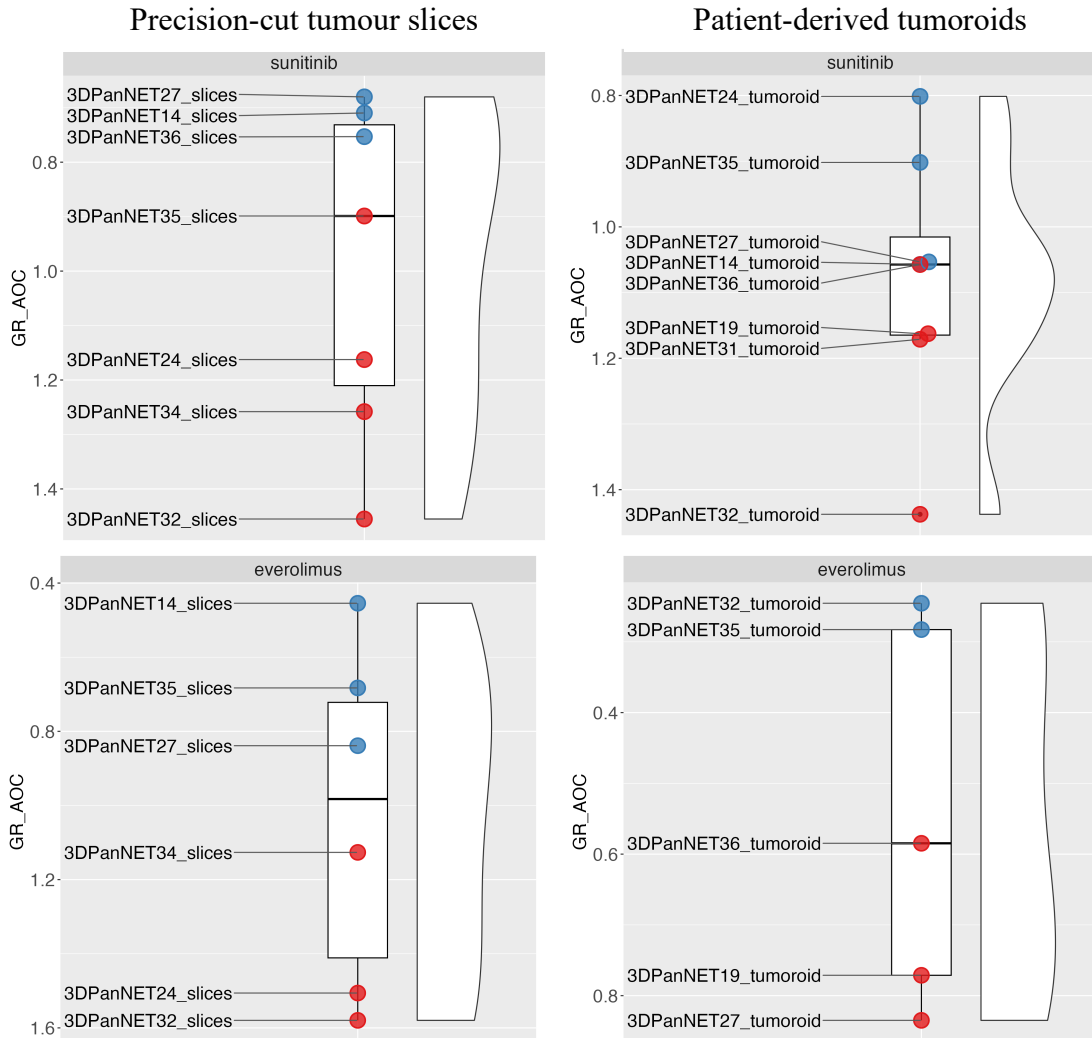 Precision-cut tumour slices
Patient-derived tumoroids
sunitinib
3DPanNET27_slices
3DPanNET14_slices
3DPanNET36_slices
0.8
3DPanNET35_slices
1.0
GR_AOC
3DPanNET24_slices
1.2
3DPanNET34_slices
1.4
3DPanNET32_slices
sunitinib
0.8
3DPanNET24_tumoroid
3DPanNET35_tumoroid
1.0
3DPanNET27_tumoroid
3DPanNET14_tumoroid
3DPanNET36_tumoroid
GR_AOC
3DPanNET19_tumoroid
3DPanNET31_tumoroid
1.2
1.4
3DPanNET32_tumoroid
everolimus
0.4
3DPanNET14_slices
3DPanNET35_slices
0.8
3DPanNET27_slices
GR_AOC
3DPanNET34_slices
1.2
3DPanNET24_slices
3DPanNET32_slices
1.6
everolimus
3DPanNET32_tumoroid
3DPanNET35_tumoroid
0.4
GR_AOC
3DPanNET36_tumoroid
0.6
3DPanNET19_tumoroid
0.8
3DPanNET27_tumoroid